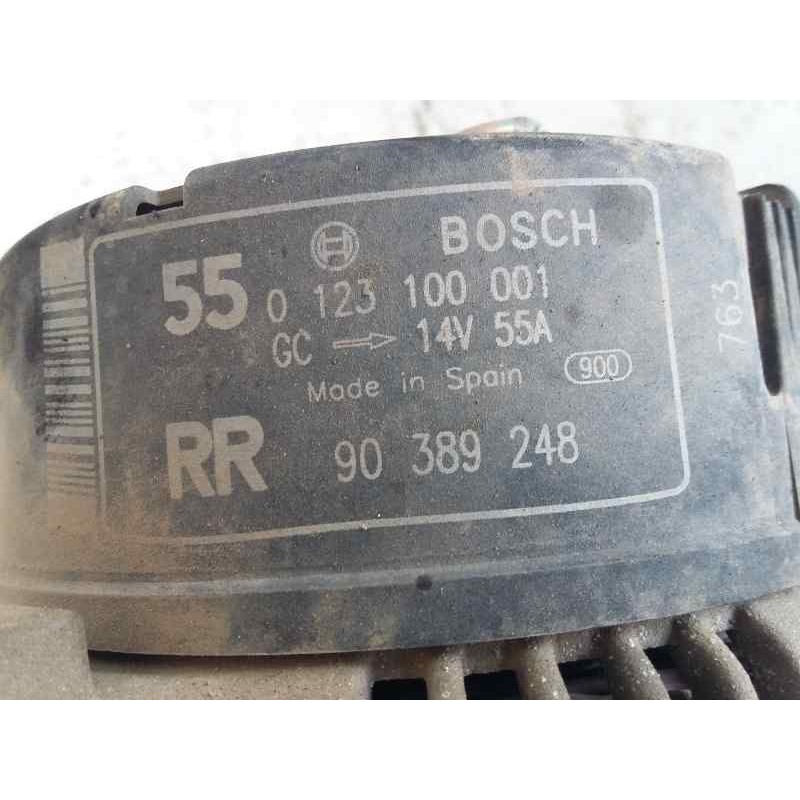 55 BOSCH
0 123 100 001
GC → 14V 55A
Made in Spain 900
RR 90 389 248
763